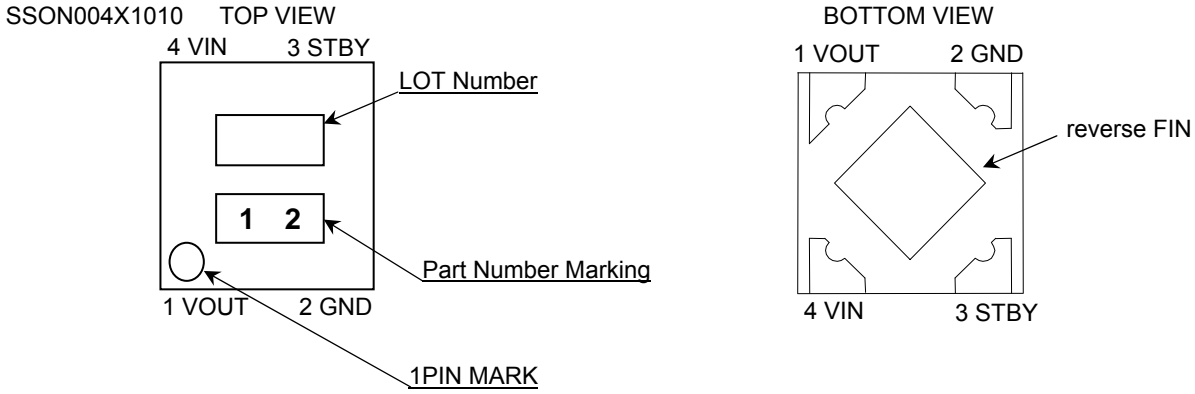 SSON004X1010 TOP VIEW
4 VIN 3 STBY
LOT Number
1 2
Part Number Marking
1 VOUT 2 GND
1PIN MARK
BOTTOM VIEW
1 VOUT 2 GND
reverse FIN
4 VIN 3 STBY